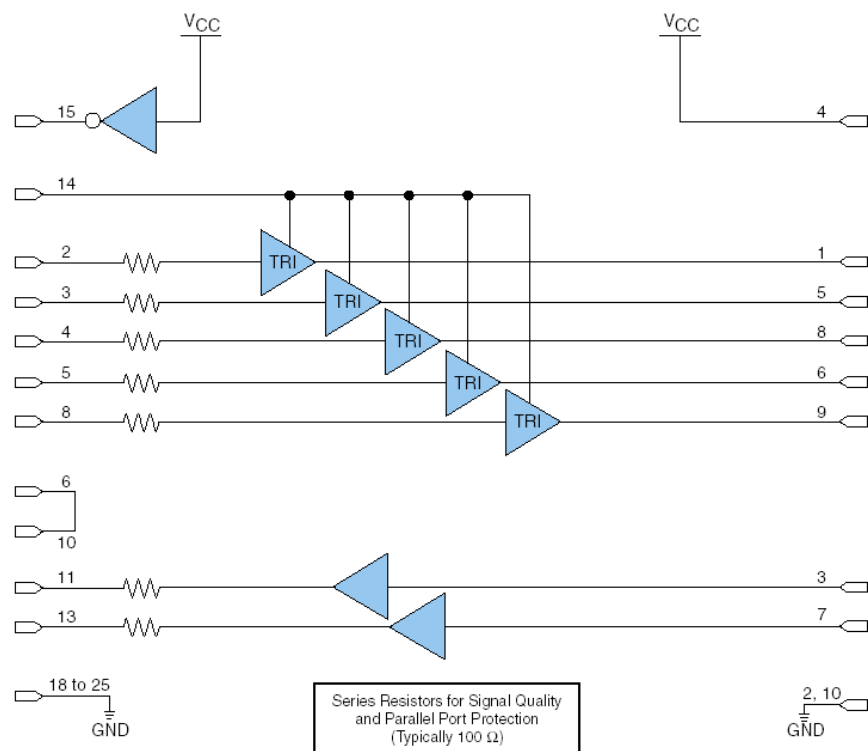 VCC VCC
15 4
14
2 TRI 1
3 TRI 5
4 TRI 8
5 TRI 6
8 TRI 9
6
10
11 3
13 7
18 to 25 2, 10
GND GND
Series Resistors for Signal Quality
and Parallel Port Protection
(Typically 100 Ω)